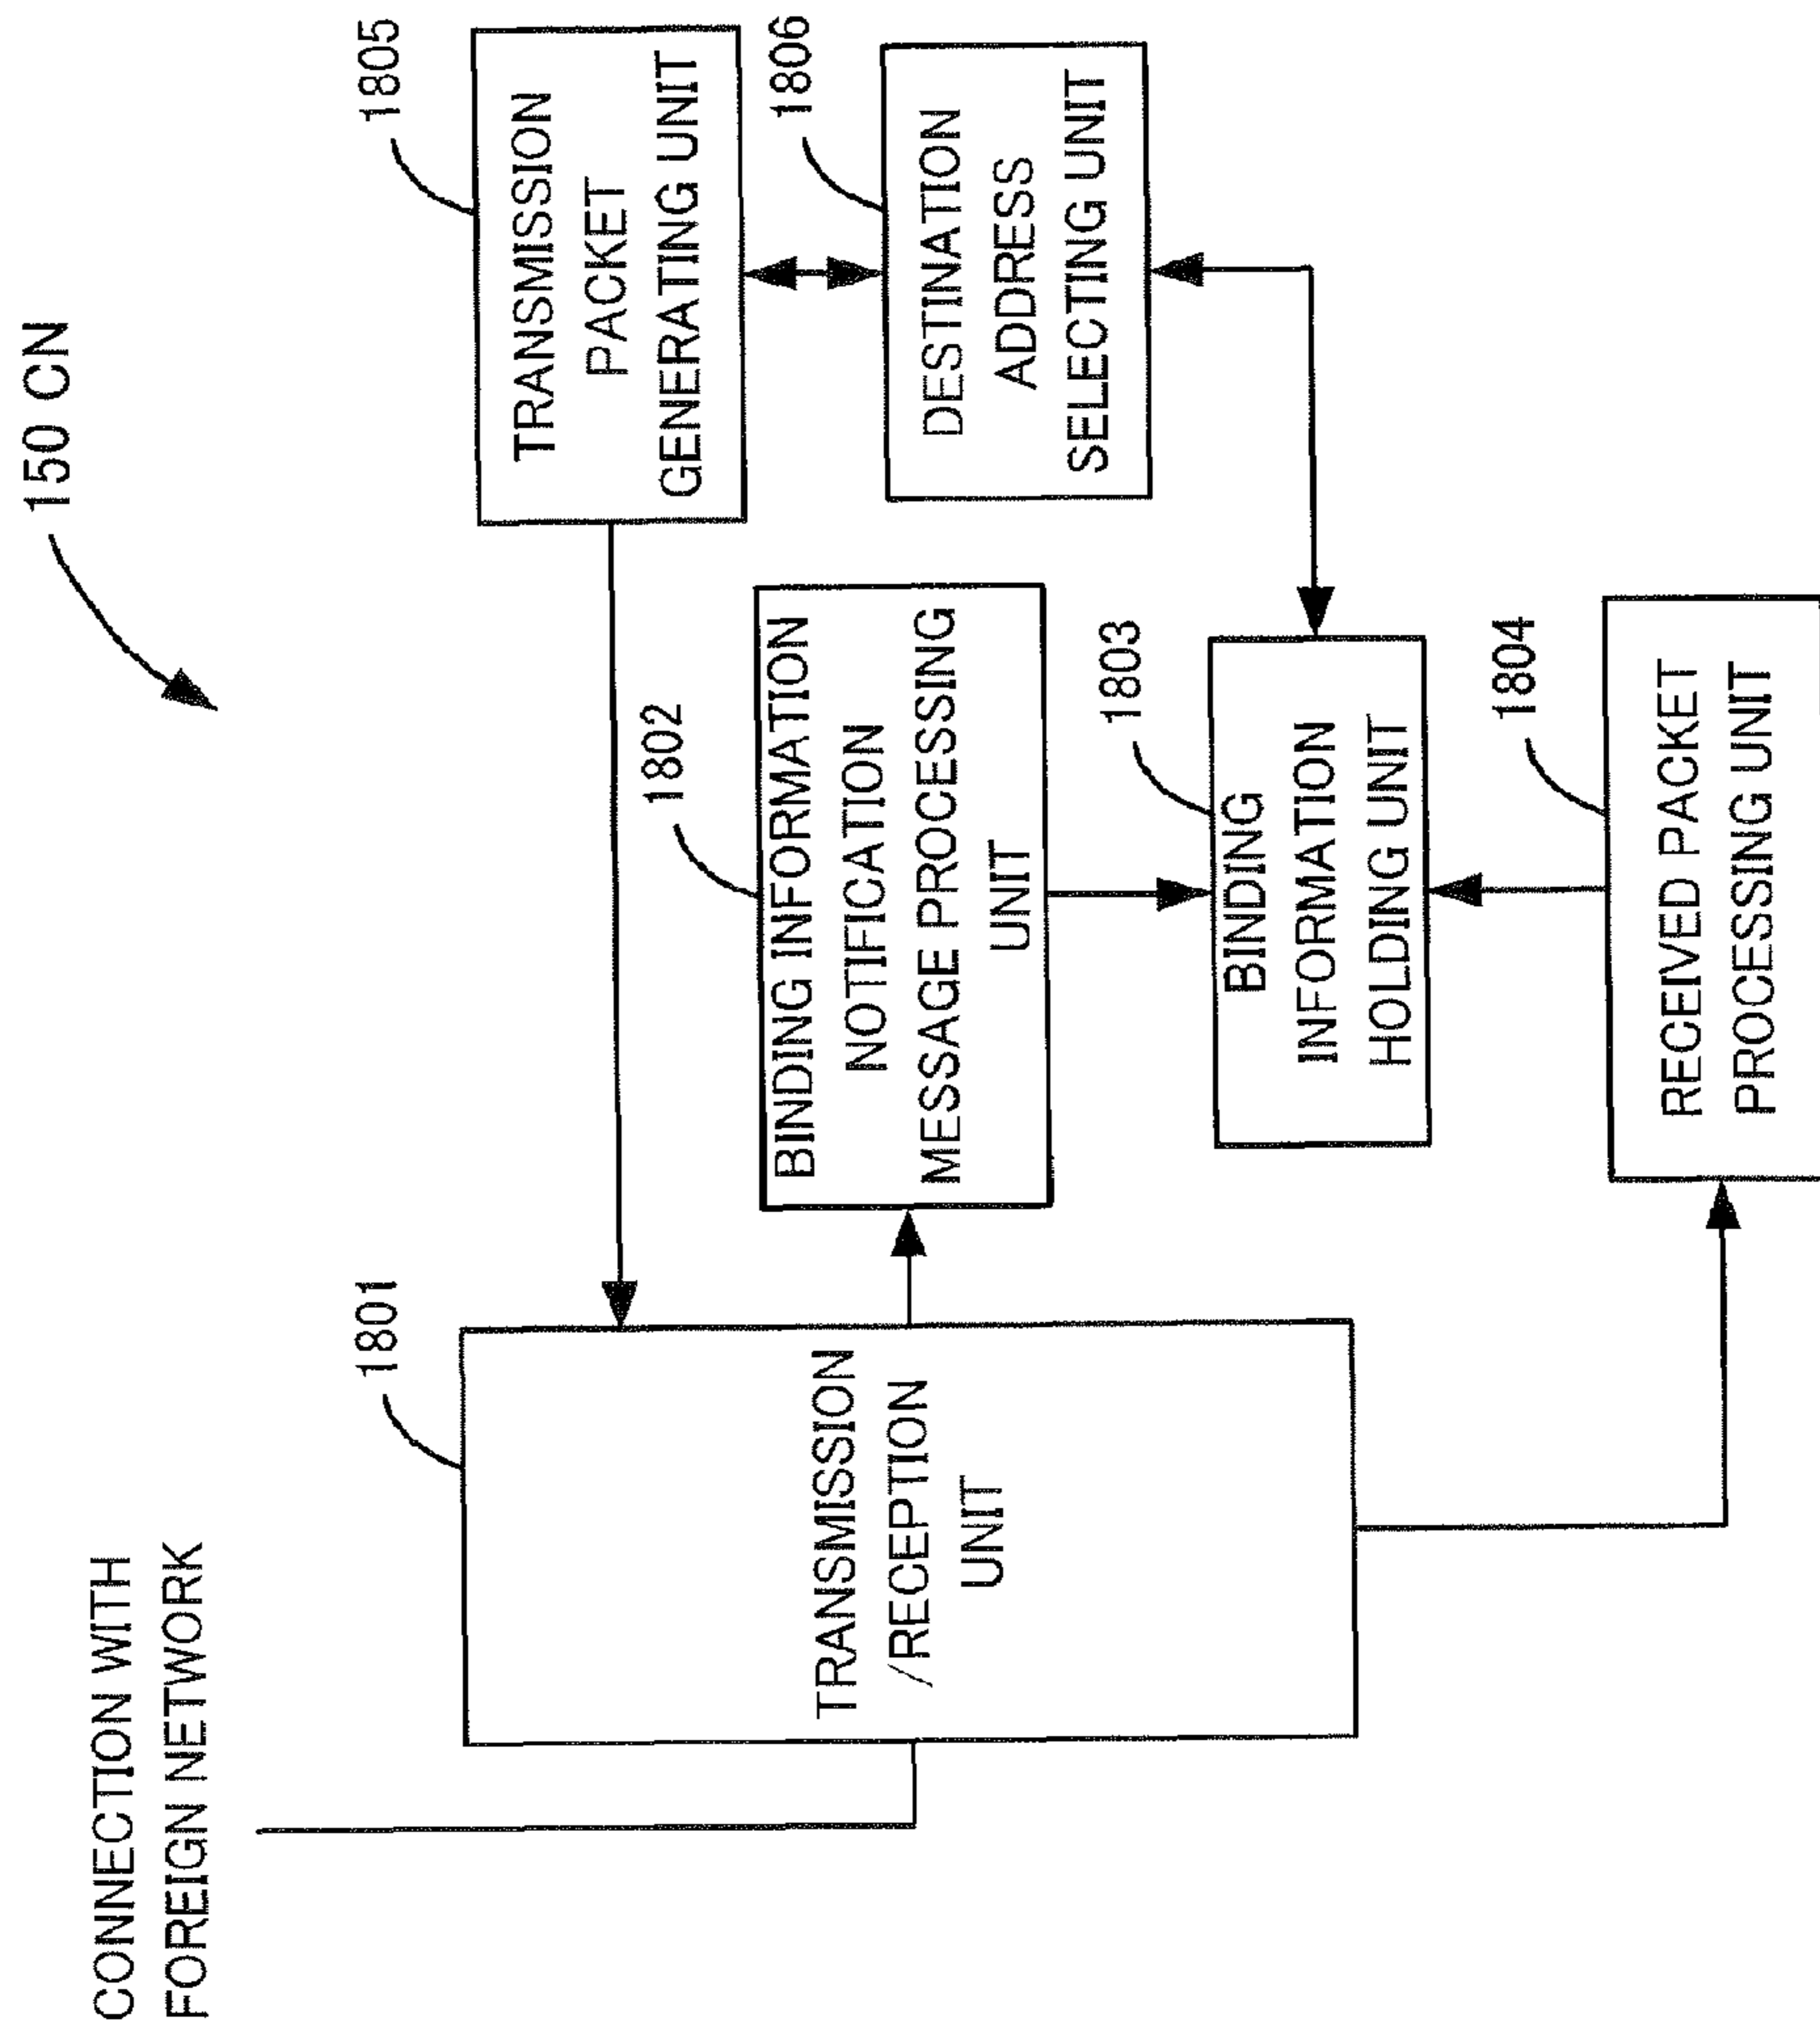 150 CN
CONNECTION WITH
FOREIGN NETWORK
1801
TRANSMISSION
/RECEPTION
UNIT
1805
TRANSMISSION
PACKET
GENERATING UNIT
1802
BINDING INFORMATION
NOTIFICATION
MESSAGE PROCESSING
UNIT
1806
DESTINATION
ADDRESS
SELECTING UNIT
1803
BINDING
INFORMATION
HOLDING UNIT
1804
RECEIVED PACKET
PROCESSING UNIT